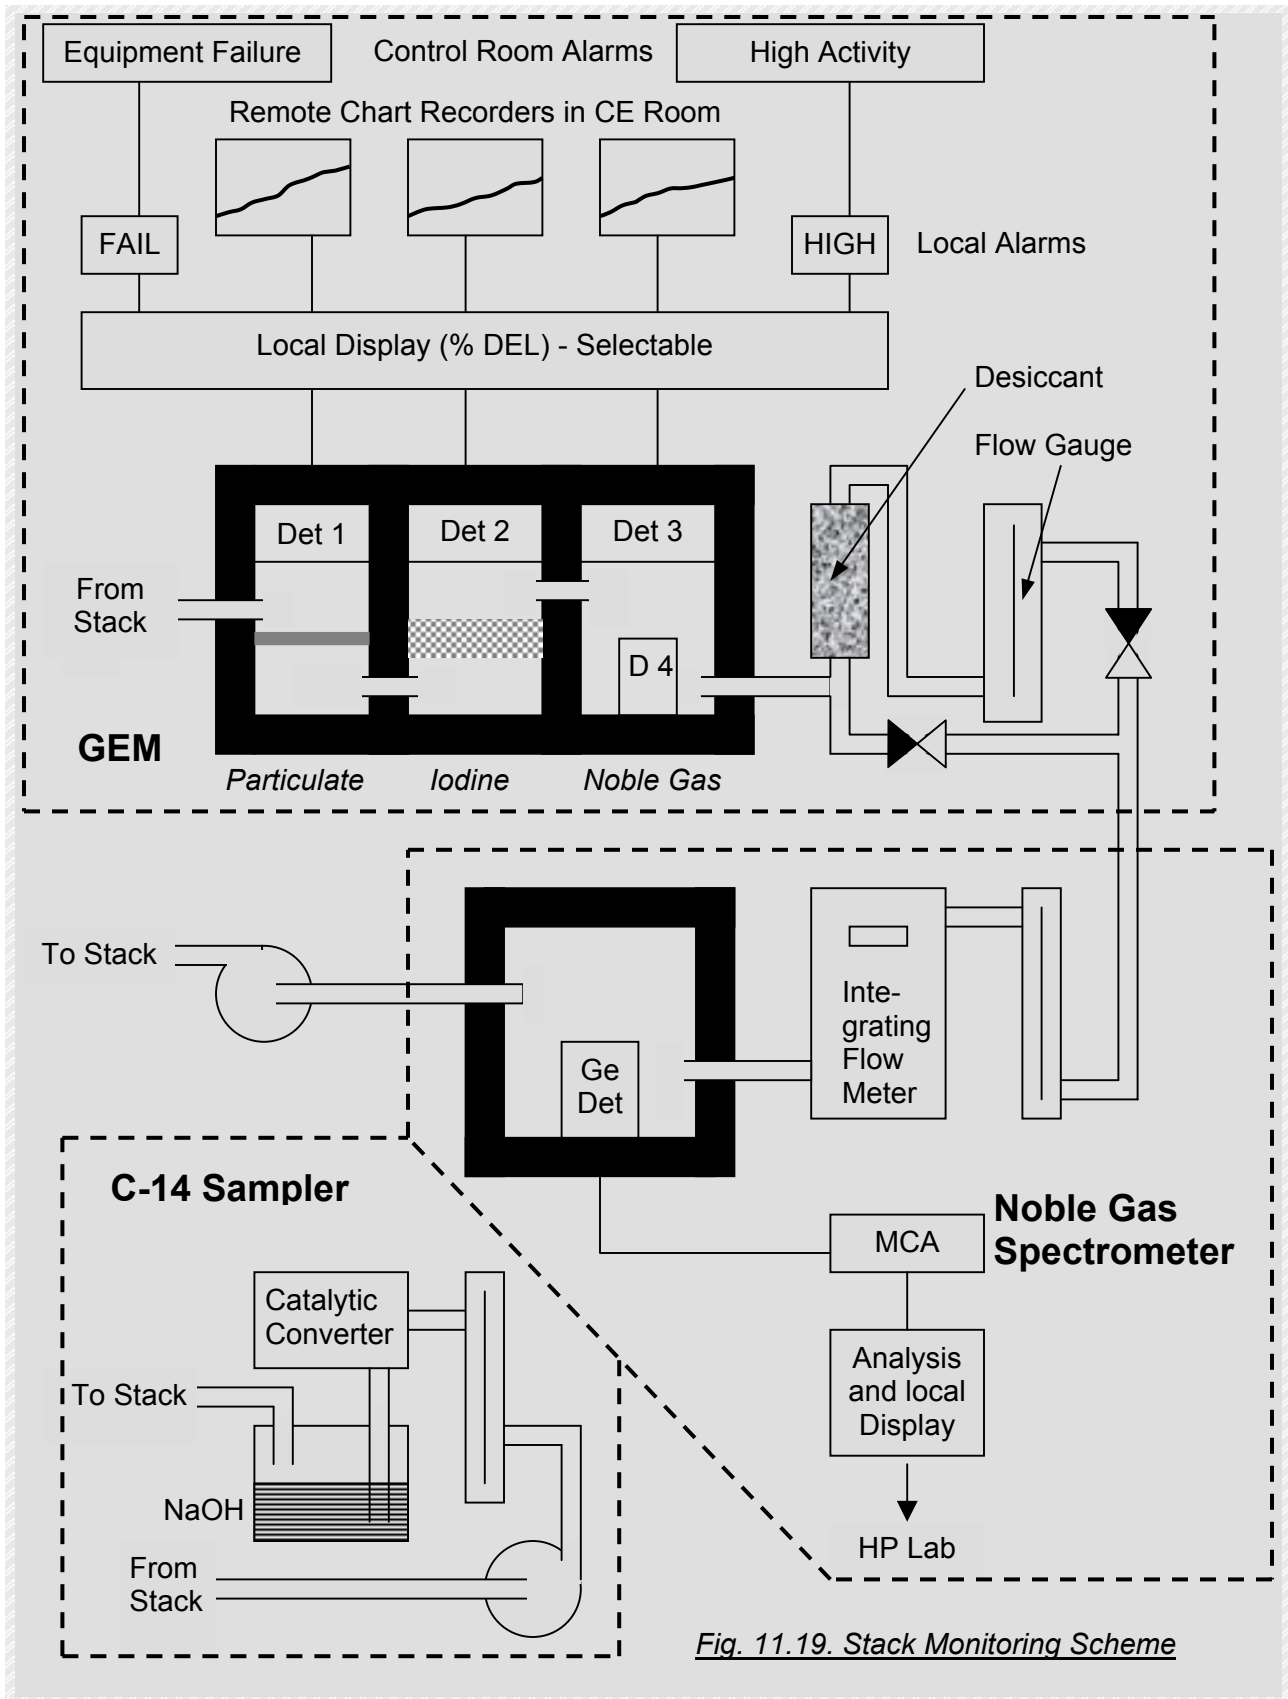 Equipment Failure
Control Room Alarms
High Activity
Remote Chart Recorders in CE Room
FAIL
HIGH
Local Alarms
Local Display (% DEL) - Selectable
Desiccant
Flow Gauge
Det 1
Det 2
Det 3
From
Stack
D 4
GEM
Particulate
Iodine
Noble Gas
To Stack
Inte-
grating
Flow
Meter
Ge
Det
C-14 Sampler
Noble Gas
Spectrometer
MCA
Catalytic
Converter
Analysis
and local
Display
To Stack
NaOH
HP Lab
From
Stack
Fig. 11.19. Stack Monitoring Scheme